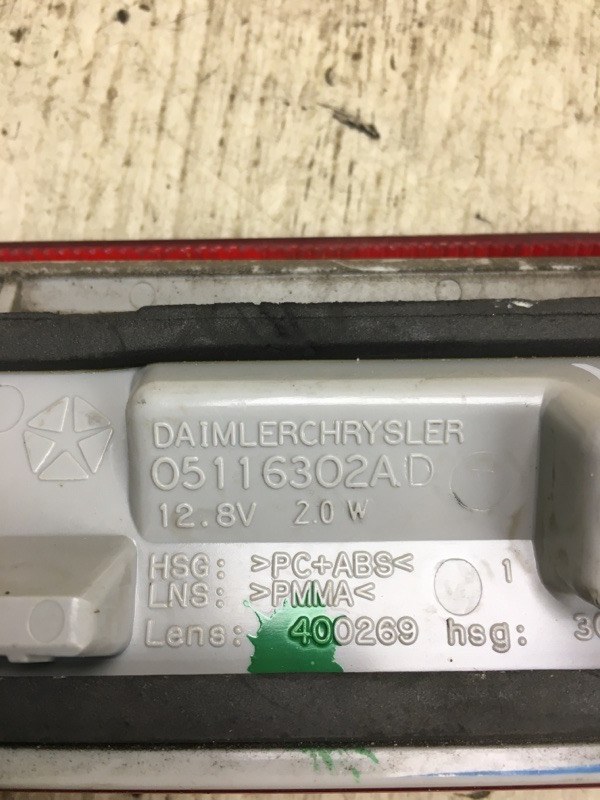 DAIMLERCHRYSLER
05116302AD
12.8V 2.0 W
HSG: >PC+ABS< 1
LNS: >PMMA<
Lens: 400269 hsg: